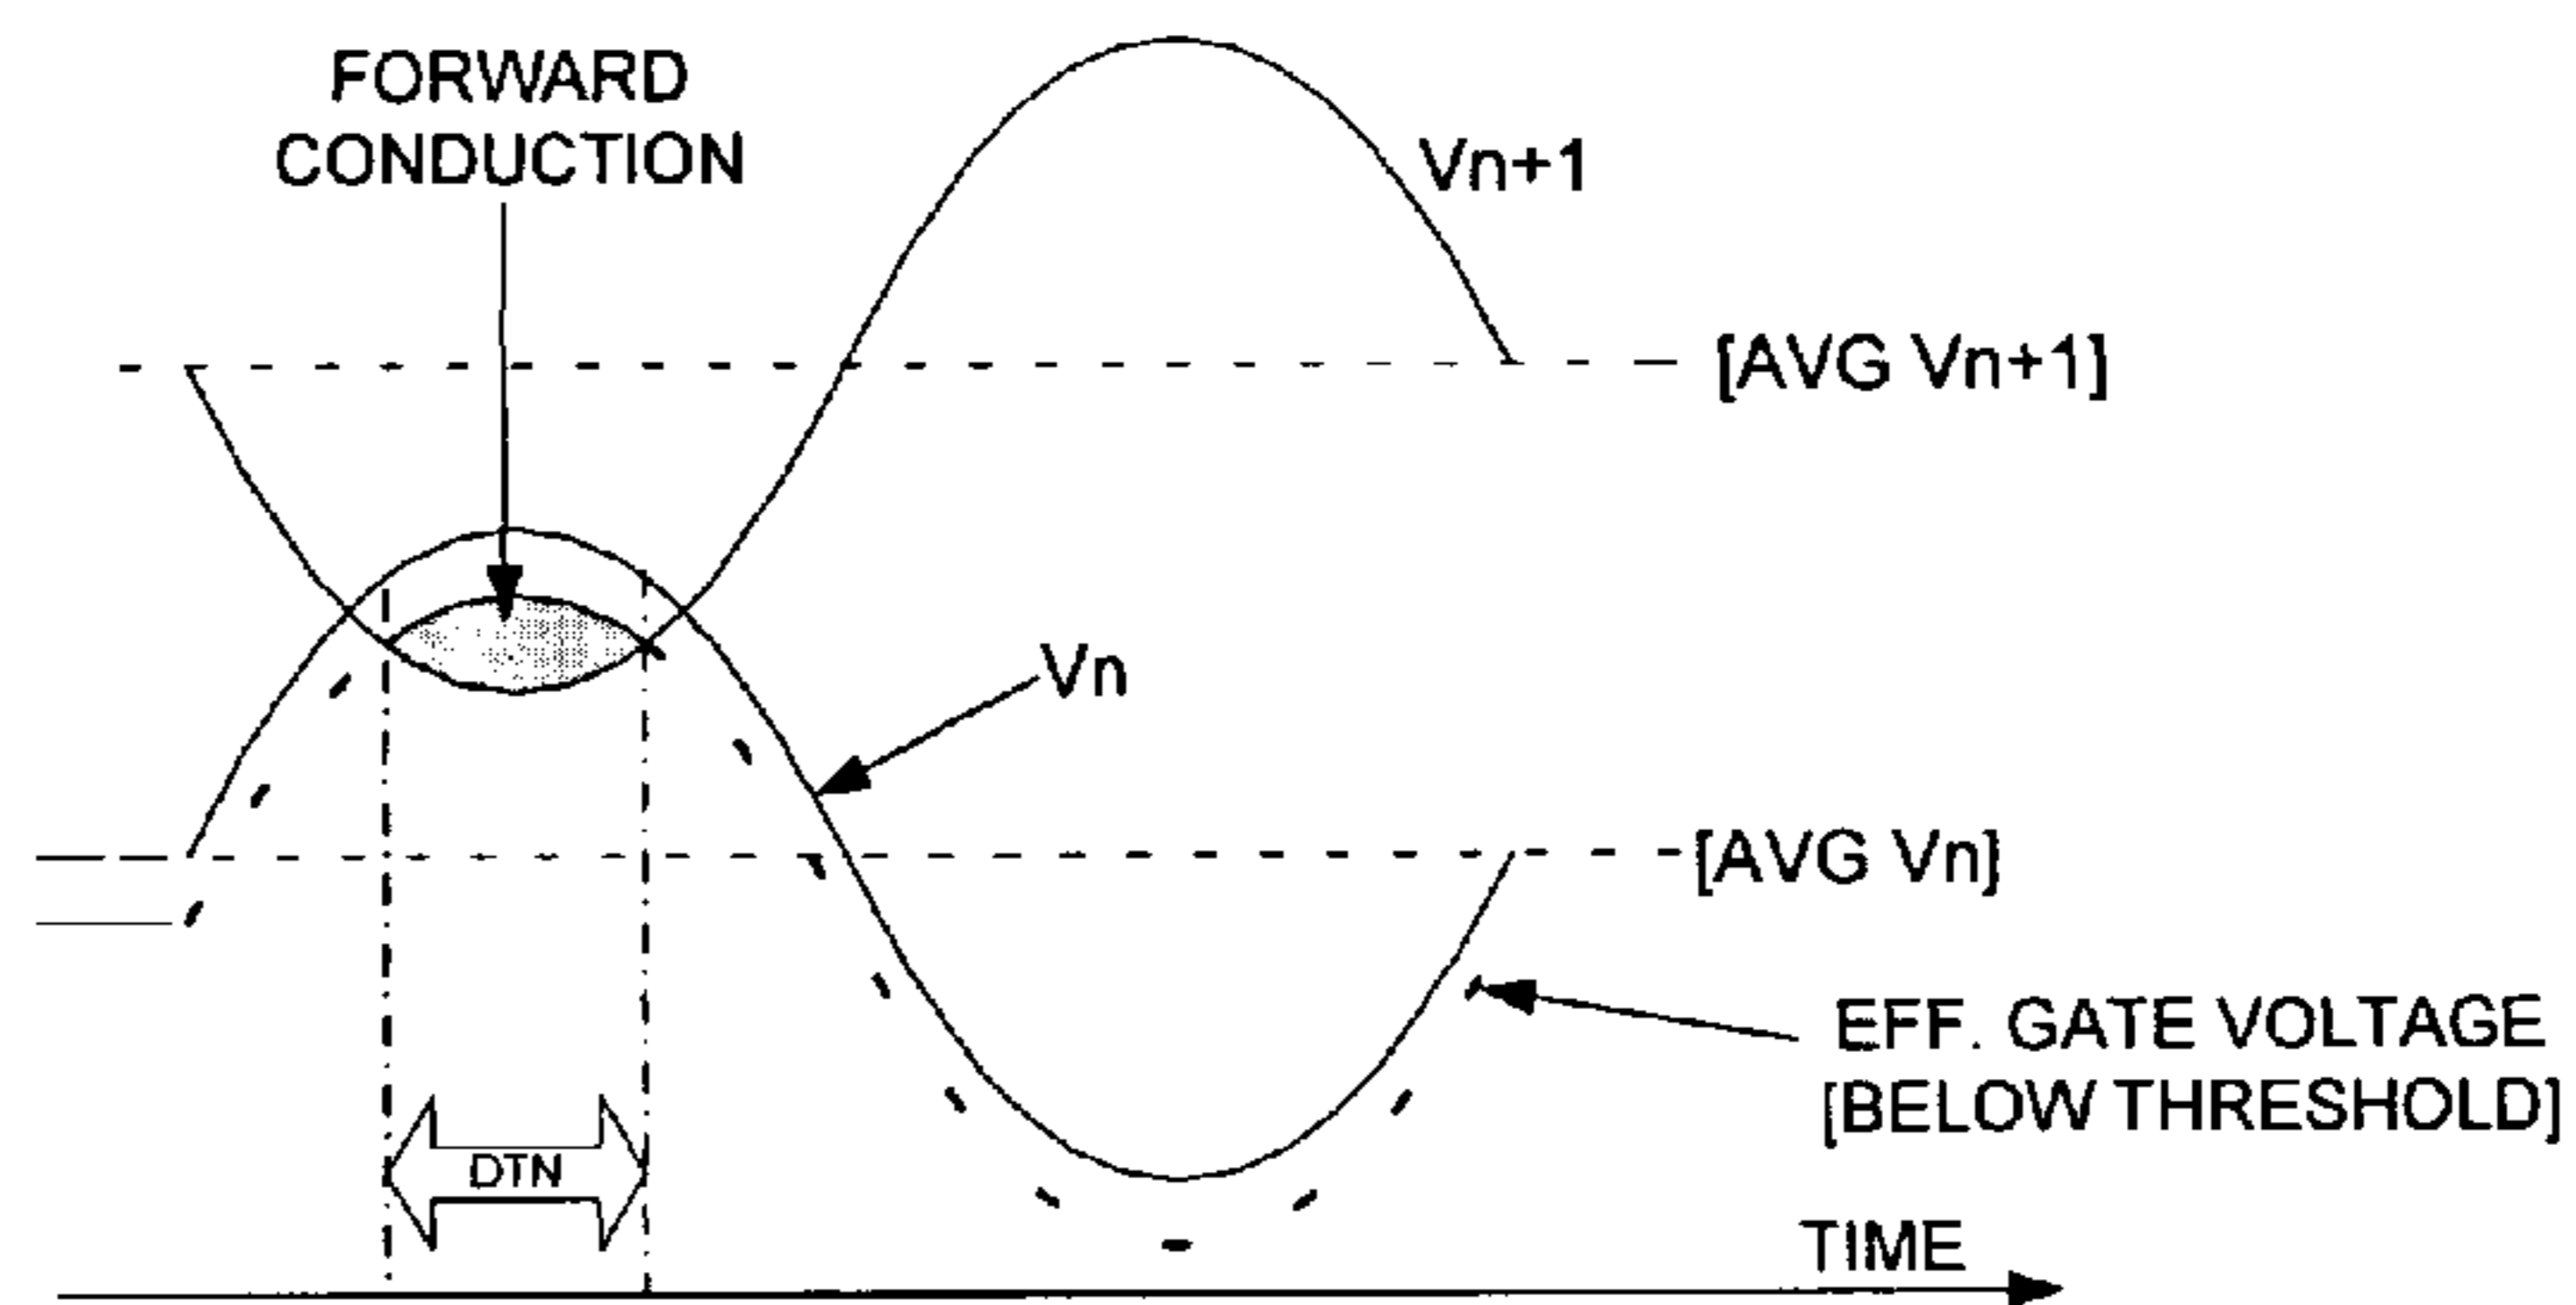 FORWARD
CONDUCTION
Vn+1
[AVG Vn+1]
Vn
[AVG Vn]
EFF. GATE VOLTAGE
[BELOW THRESHOLD]
DTN
TIME